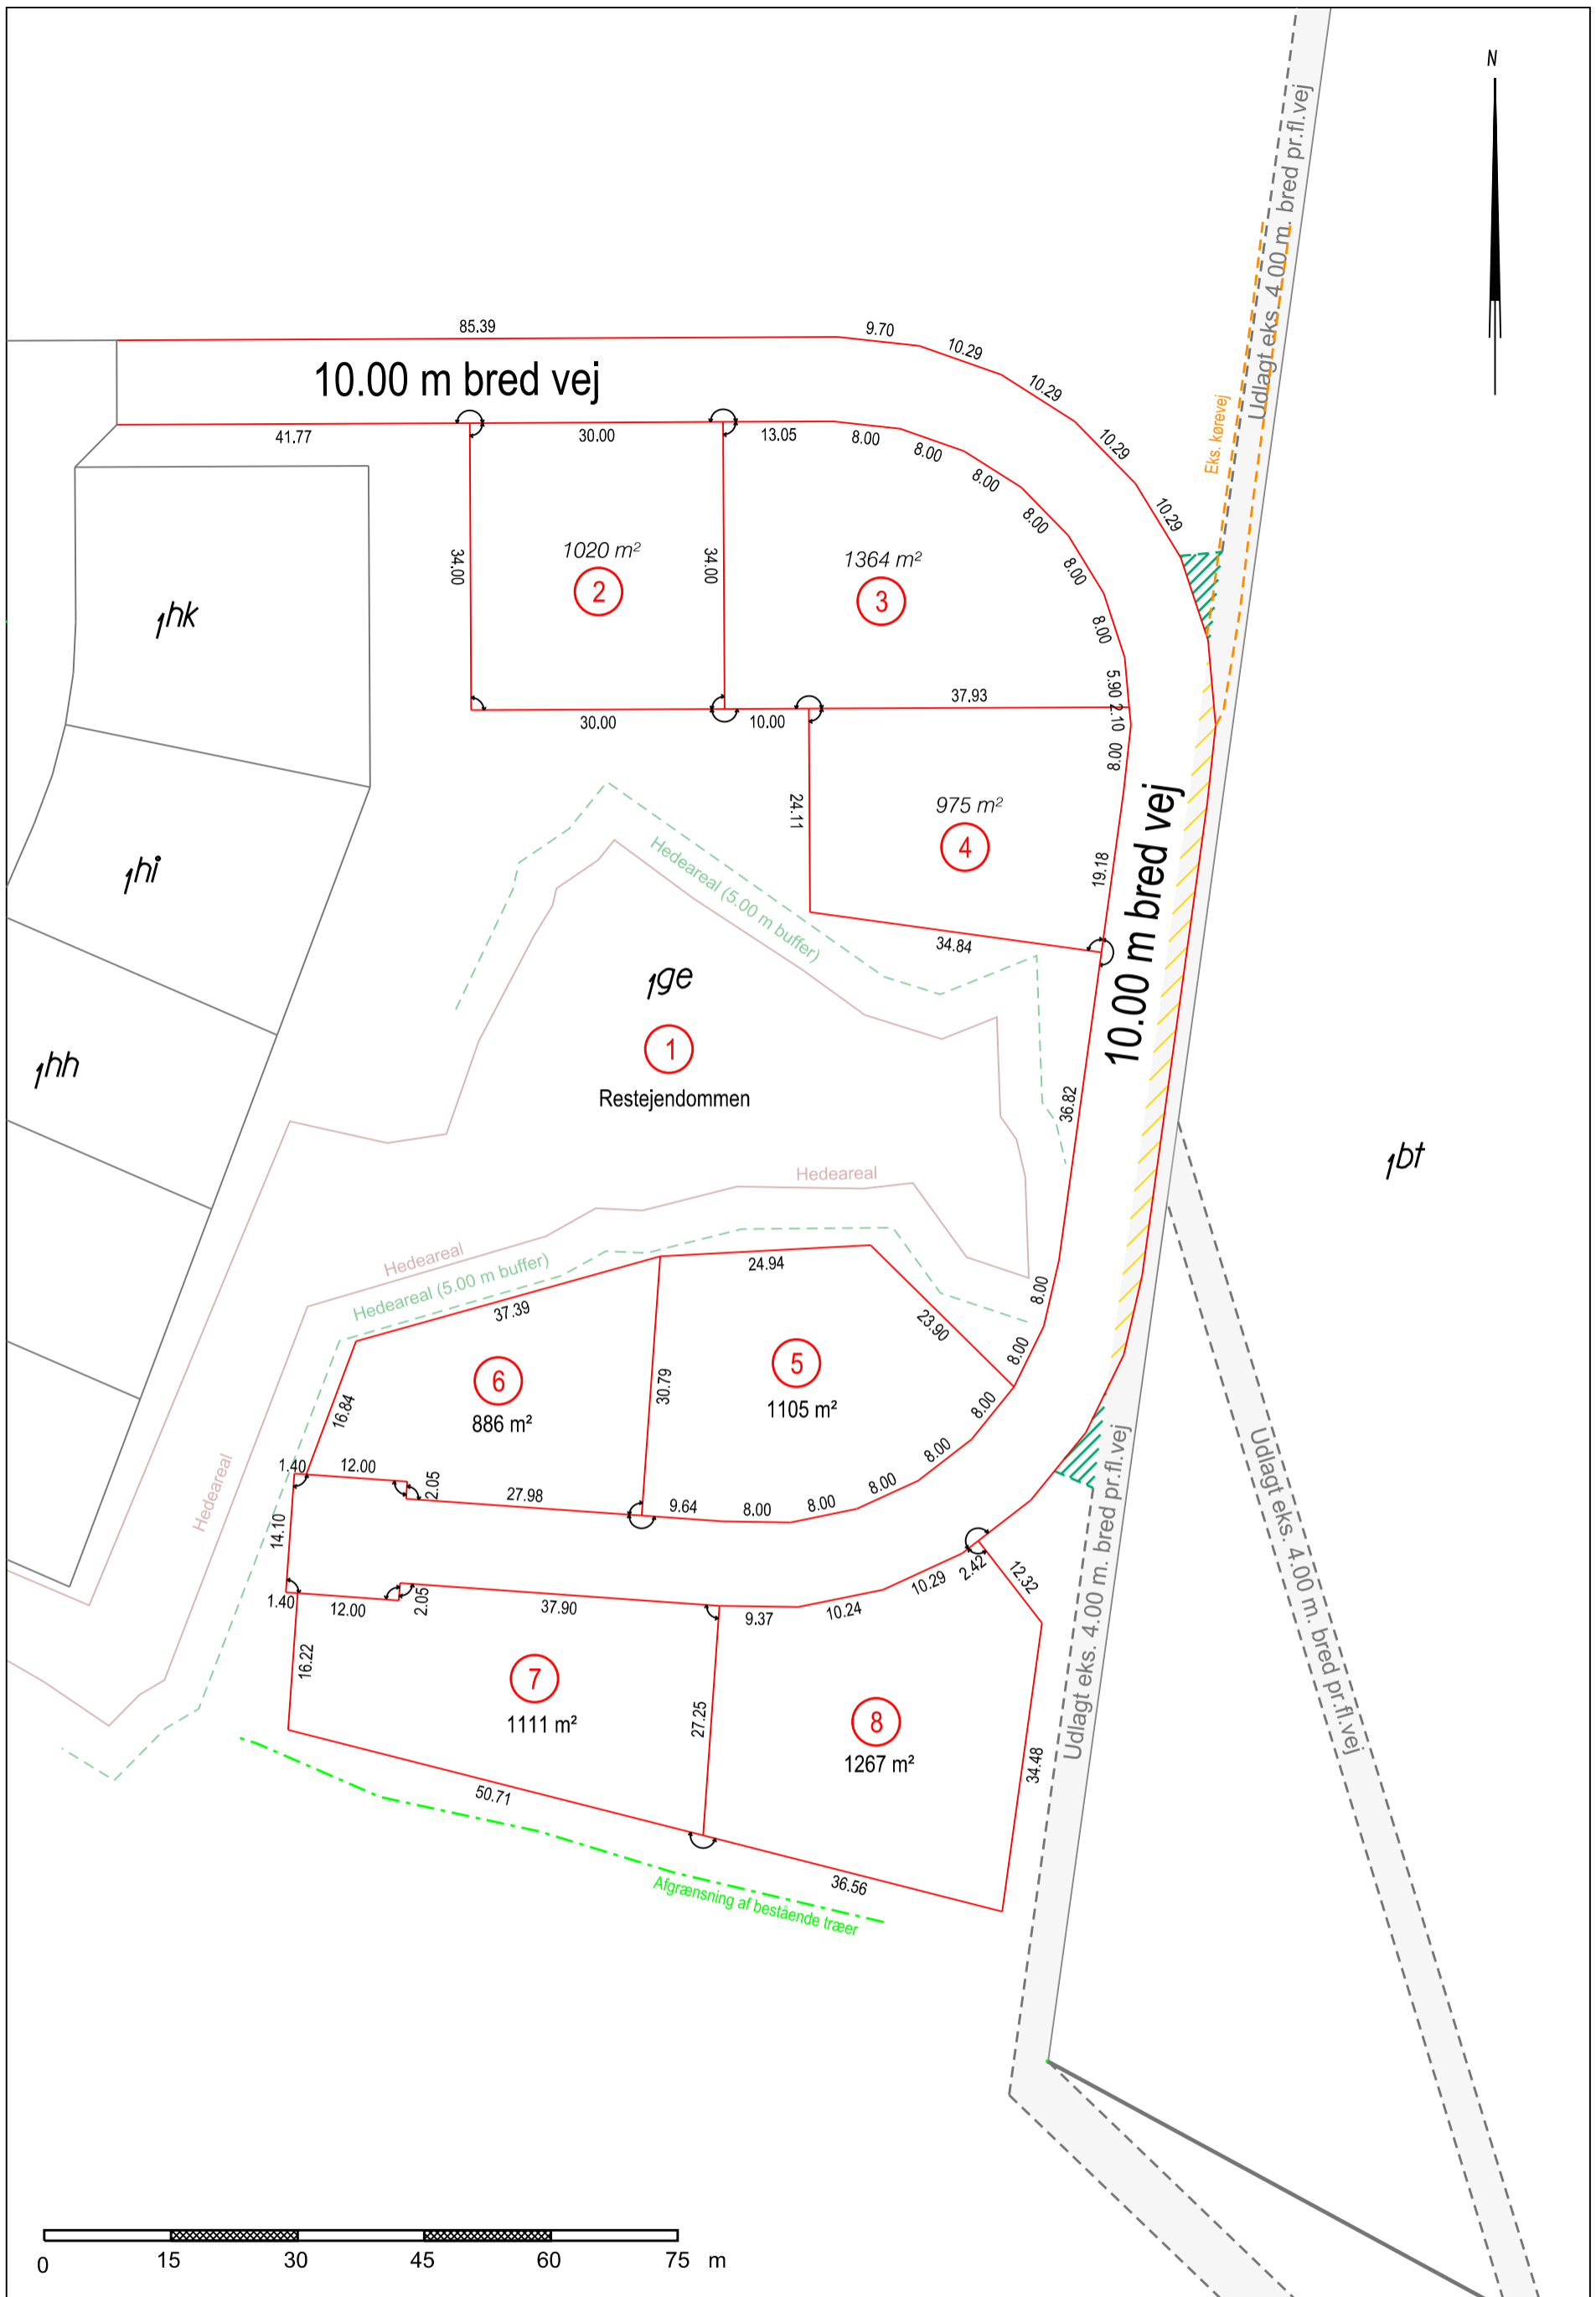 N
Udlagt eks. 4.00 m. bred pr.fl.vej
Eks. kørevej
85.39
9.70
10.29
10.29
10.29
10.29
10.00 m bred vej
41.77
30.00
13.05
8.00
8.00
8.00
8.00
8.00
8.00
5.90
2.10
8.00
34.00
1020 m²
2
34.00
1364 m²
3
1hk
30.00
10.00
37.93
24.11
975 m²
4
19.18
34.84
10.00 m bred vej
1hi
Hedeareal (5.00 m buffer)
1ge
1
Restejendommen
1hh
36.82
1bt
Hedeareal
Hedeareal
Hedeareal (5.00 m buffer)
24.94
37.39
23.90
8.00
8.00
8.00
8.00
8.00
8.00
8.00
9.64
5
1105 m²
30.79
6
886 m²
16.84
1.40
12.00
2.05
27.98
Hedeareal
14.10
1.40
12.00
2.05
37.90
9.37
10.24
10.29
2.42
12.32
16.22
7
1111 m²
27.25
8
1267 m²
34.48
50.71
36.56
Afgrænsning af bestående træer
Udlagt eks. 4.00 m. bred pr.fl.vej
Udlagt eks. 4.00 m. bred pr.fl.vej
0 15 30 45 60 75 m